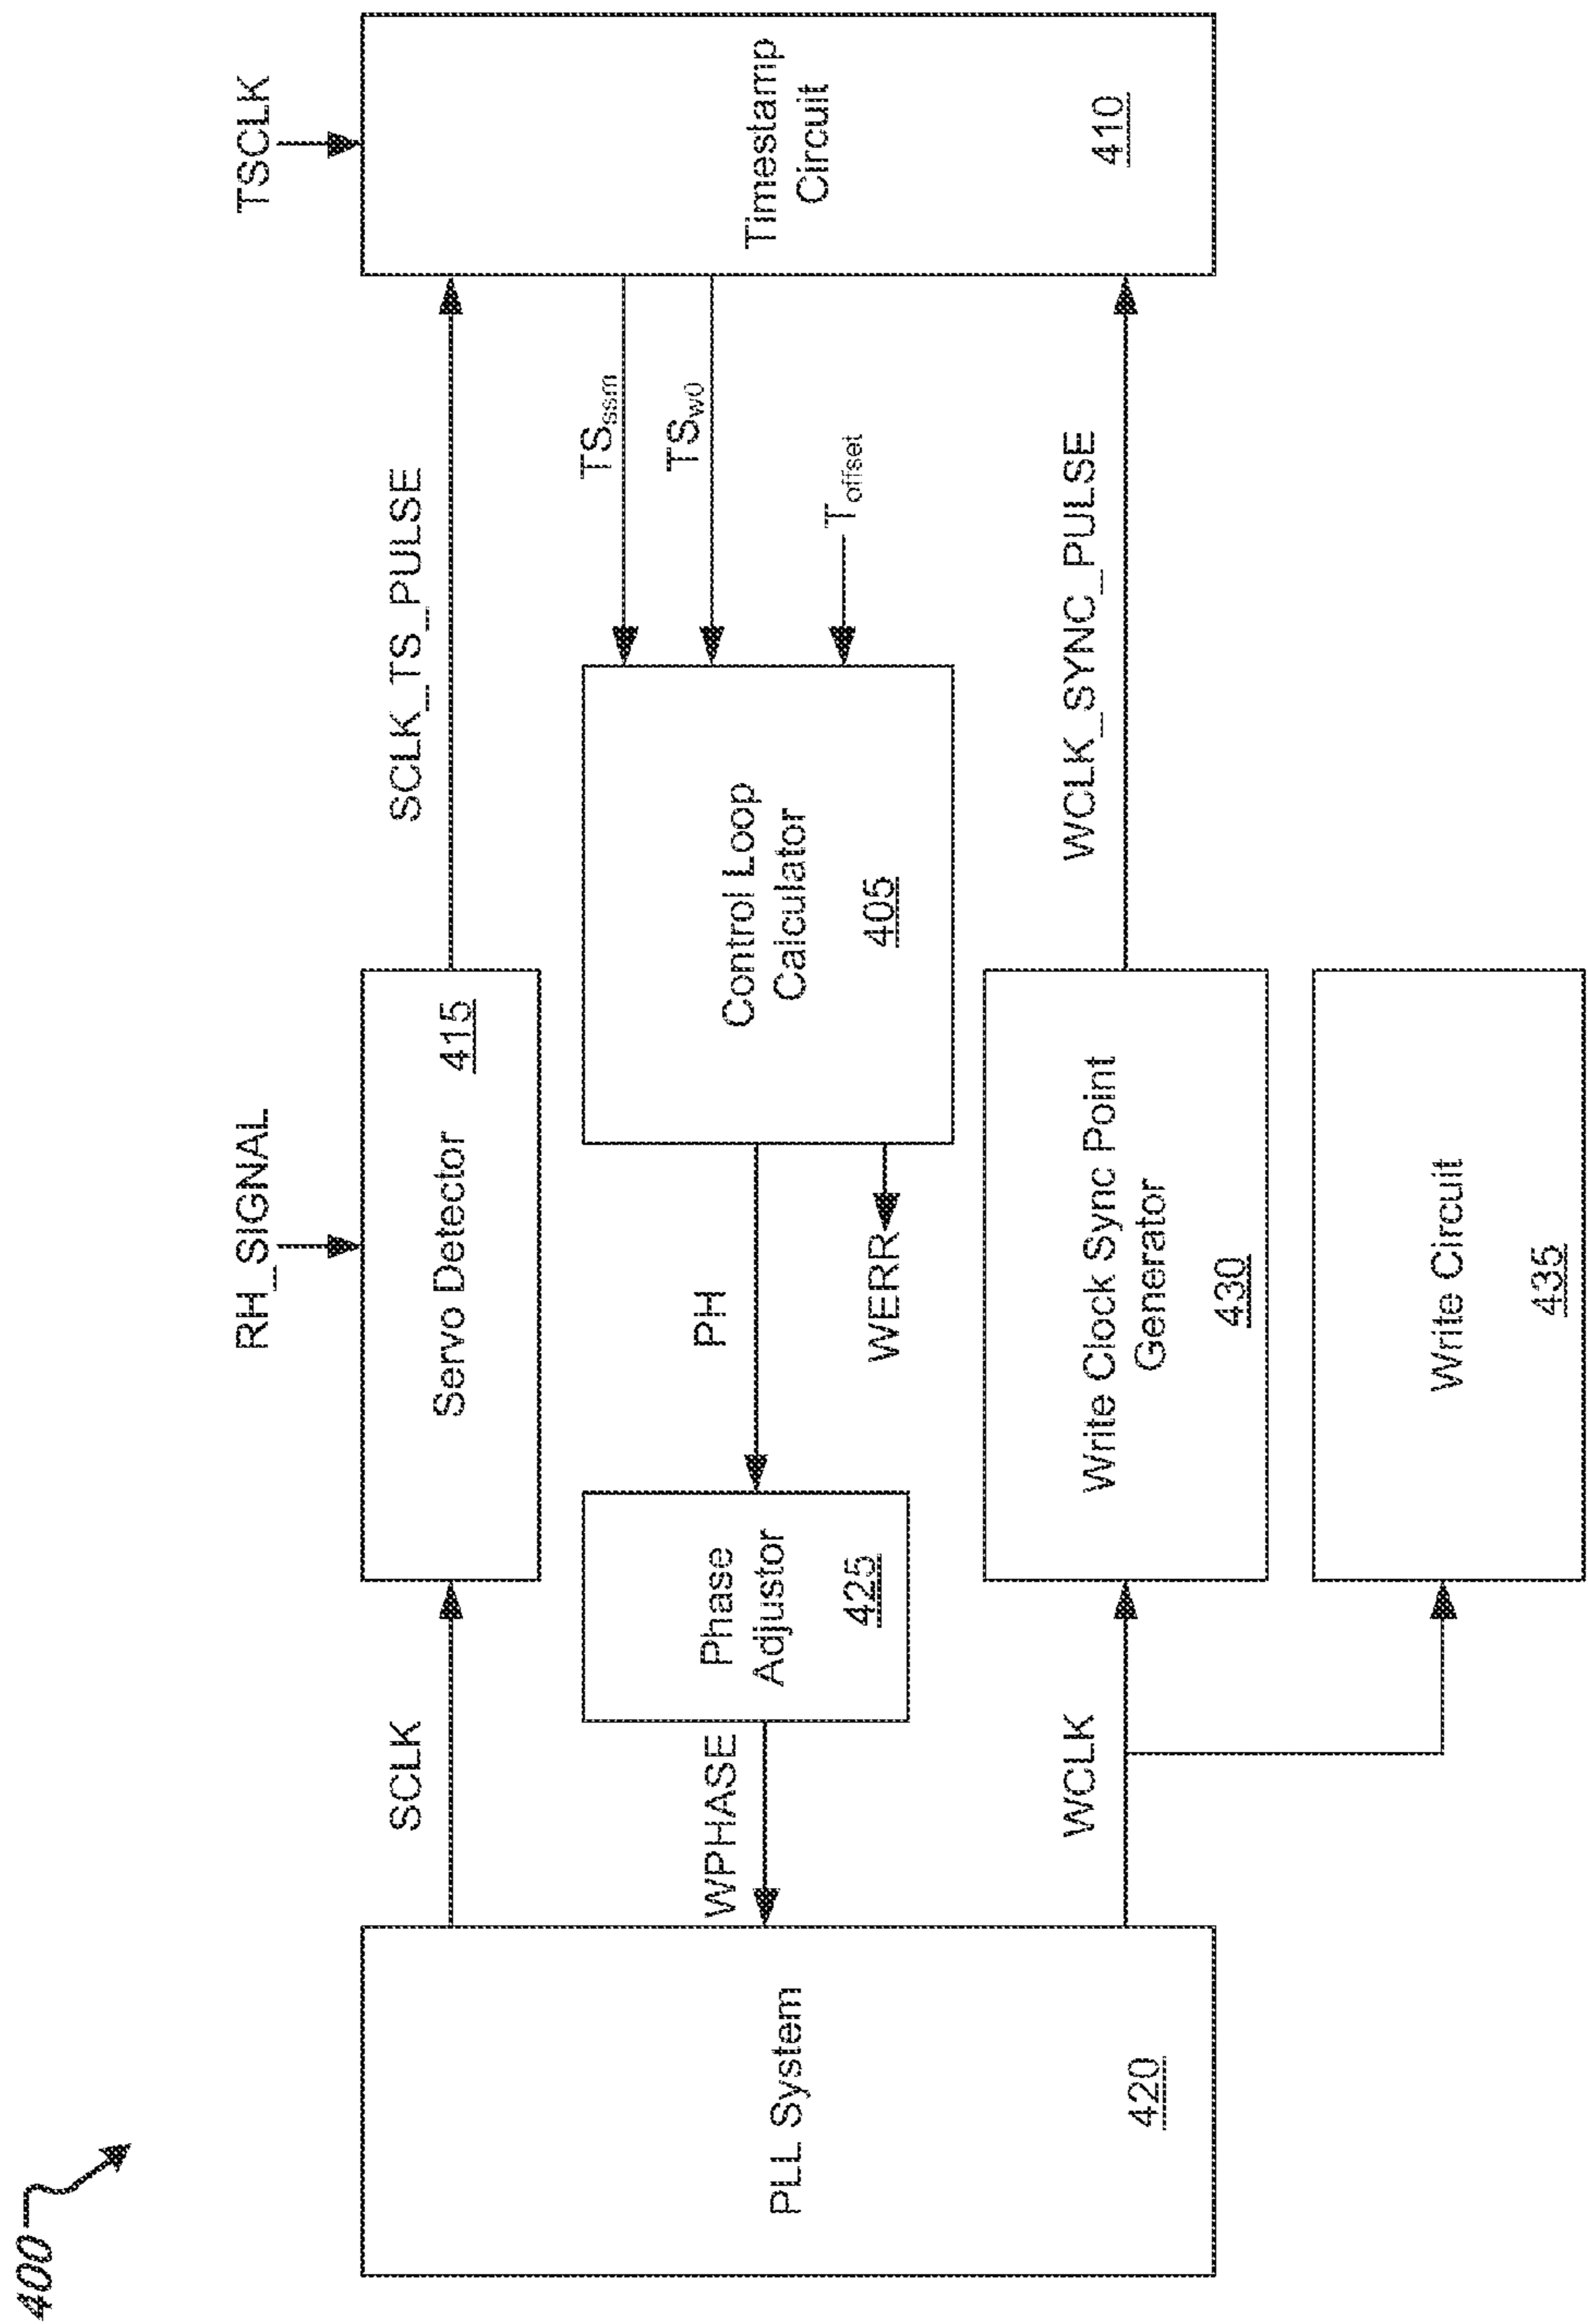 400
RH_SIGNAL
TSCLK
SCLK
Servo Detector
415
SCLK_TS_PULSE
TSssm
TSw0
Toffset
PLL System
420
WPHASE
Phase
Adjustor
425
PH
WERR
Control Loop
Calculator
405
Timestamp
Circuit
410
WCLK
Write Clock Sync Point
Generator
430
WCLK_SYNC_PULSE
Write Circuit
435